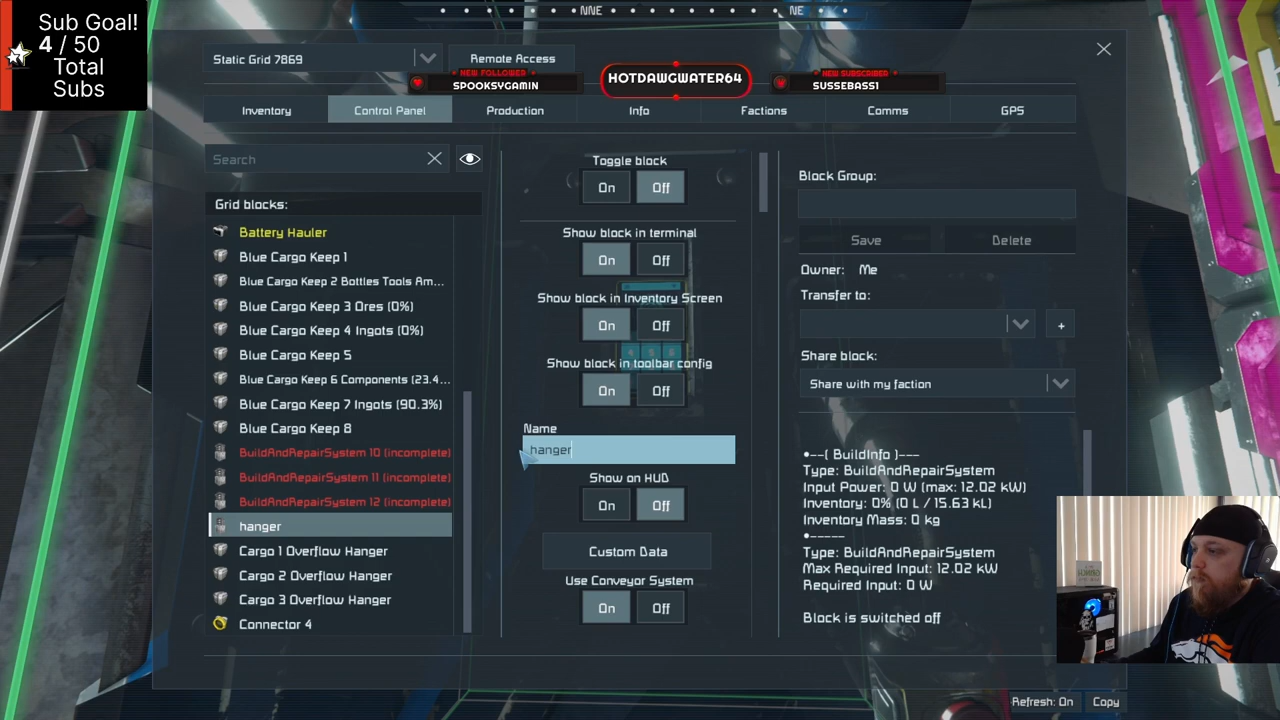 Sub Goal!
4 / 50
Total
Subs
NNE
NE
Static Grid 7869
Remote Access
NEW FOLLOWER
SPOOKYGAMIN
HOTDAWGWATER64
NEW SUBSCRIBER
SUSSEBASS1
Inventory
Control Panel
Production
Info
Factions
Comms
GPS
Search
Grid blocks:
Battery Hauler
Blue Cargo Keep 1
Blue Cargo Keep 2 Bottles Tools Am...
Blue Cargo Keep 3 Ores (0%)
Blue Cargo Keep 4 Ingots (0%)
Blue Cargo Keep 5
Blue Cargo Keep 6 Components (23.4...
Blue Cargo Keep 7 Ingots (90.3%)
Blue Cargo Keep 8
BuildAndRepairSystem 10 (incomplete)
BuildAndRepairSystem 11 (incomplete)
BuildAndRepairSystem 12 (incomplete)
hanger
Cargo 1 Overflow Hanger
Cargo 2 Overflow Hanger
Cargo 3 Overflow Hanger
Connector 4
Toggle block
On
Off
Show block in terminal
On
Off
Show block in Inventory Screen
On
Off
Show block in toolbar config
On
Off
Name
hanger
Show on HUD
On
Off
Custom Data
Use Conveyor System
On
Off
Block Group:
Save
Delete
Owner: Me
Transfer to:
+
Share block:
Share with my faction
•--( BuildInfo )---
Type: BuildAndRepairSystem
Input Power: 0 W (max: 12.02 kW)
Inventory: 0% (0 L / 15.63 kL)
Inventory Mass: 0 kg
•-----
Type: BuildAndRepairSystem
Max Required Input: 12.02 kW
Required Input: 0 W
Block is switched off
Refresh: On
Copy